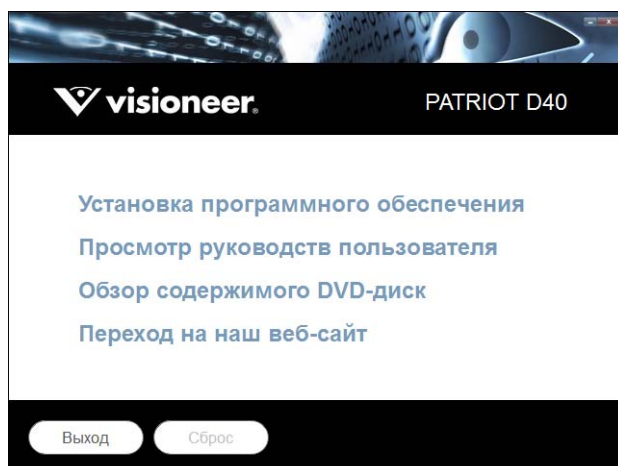 visioneer.
PATRIOT D40
Установка программного обеспечения
Просмотр руководств пользователя
Обзор содержимого DVD-диск
Переход на наш веб-сайт
Выход
Сброс